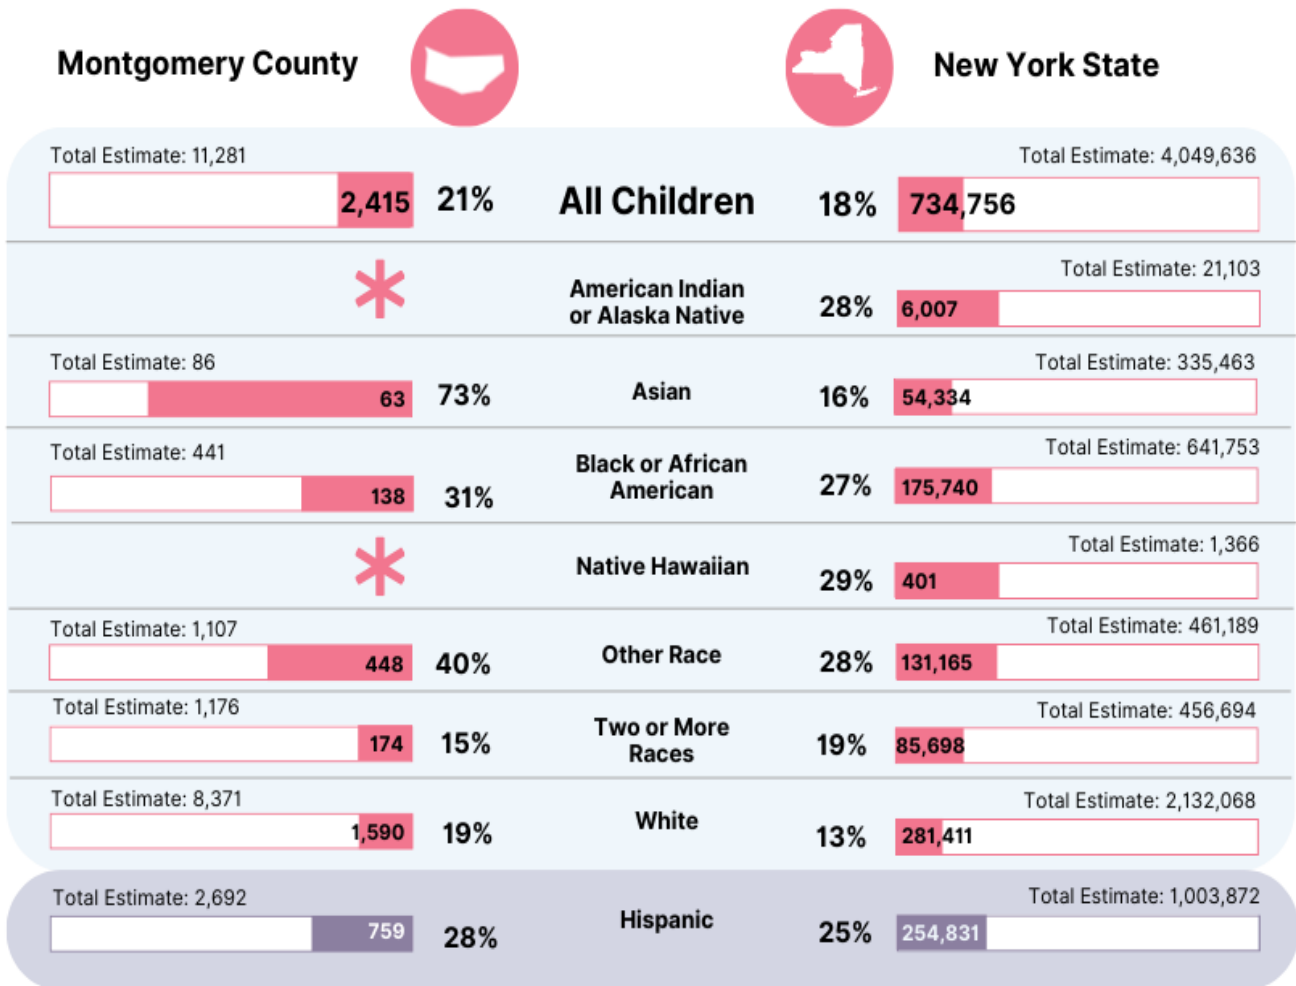 Montgomery County
New York State
Total Estimate: 11,281
2,415
21%
All Children
18%
Total Estimate: 4,049,636
734,756
American Indian
or Alaska Native
28%
Total Estimate: 21,103
6,007
Total Estimate: 86
63
73%
Asian
16%
Total Estimate: 335,463
54,334
Total Estimate: 441
138
31%
Black or African
American
27%
Total Estimate: 641,753
175,740
Native Hawaiian
29%
Total Estimate: 1,366
401
Total Estimate: 1,107
448
40%
Other Race
28%
Total Estimate: 461,189
131,165
Total Estimate: 1,176
174
15%
Two or More
Races
19%
Total Estimate: 456,694
85,698
Total Estimate: 8,371
1,590
19%
White
13%
Total Estimate: 2,132,068
281,411
Total Estimate: 2,692
759
28%
Hispanic
25%
Total Estimate: 1,003,872
254,831